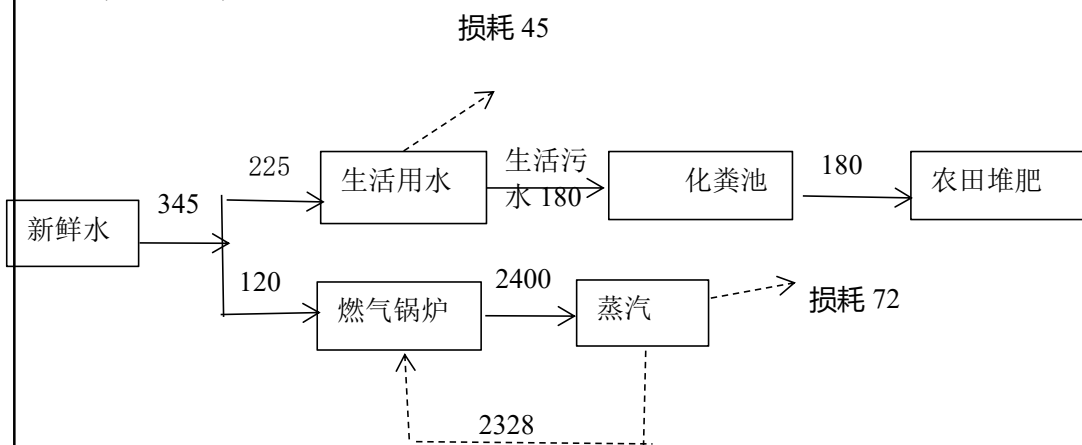 损耗 45
225
生活用水
生活污
水 180
化粪池
180
农田堆肥
新鲜水
345
120
燃气锅炉
2400
蒸汽
损耗 72
2328